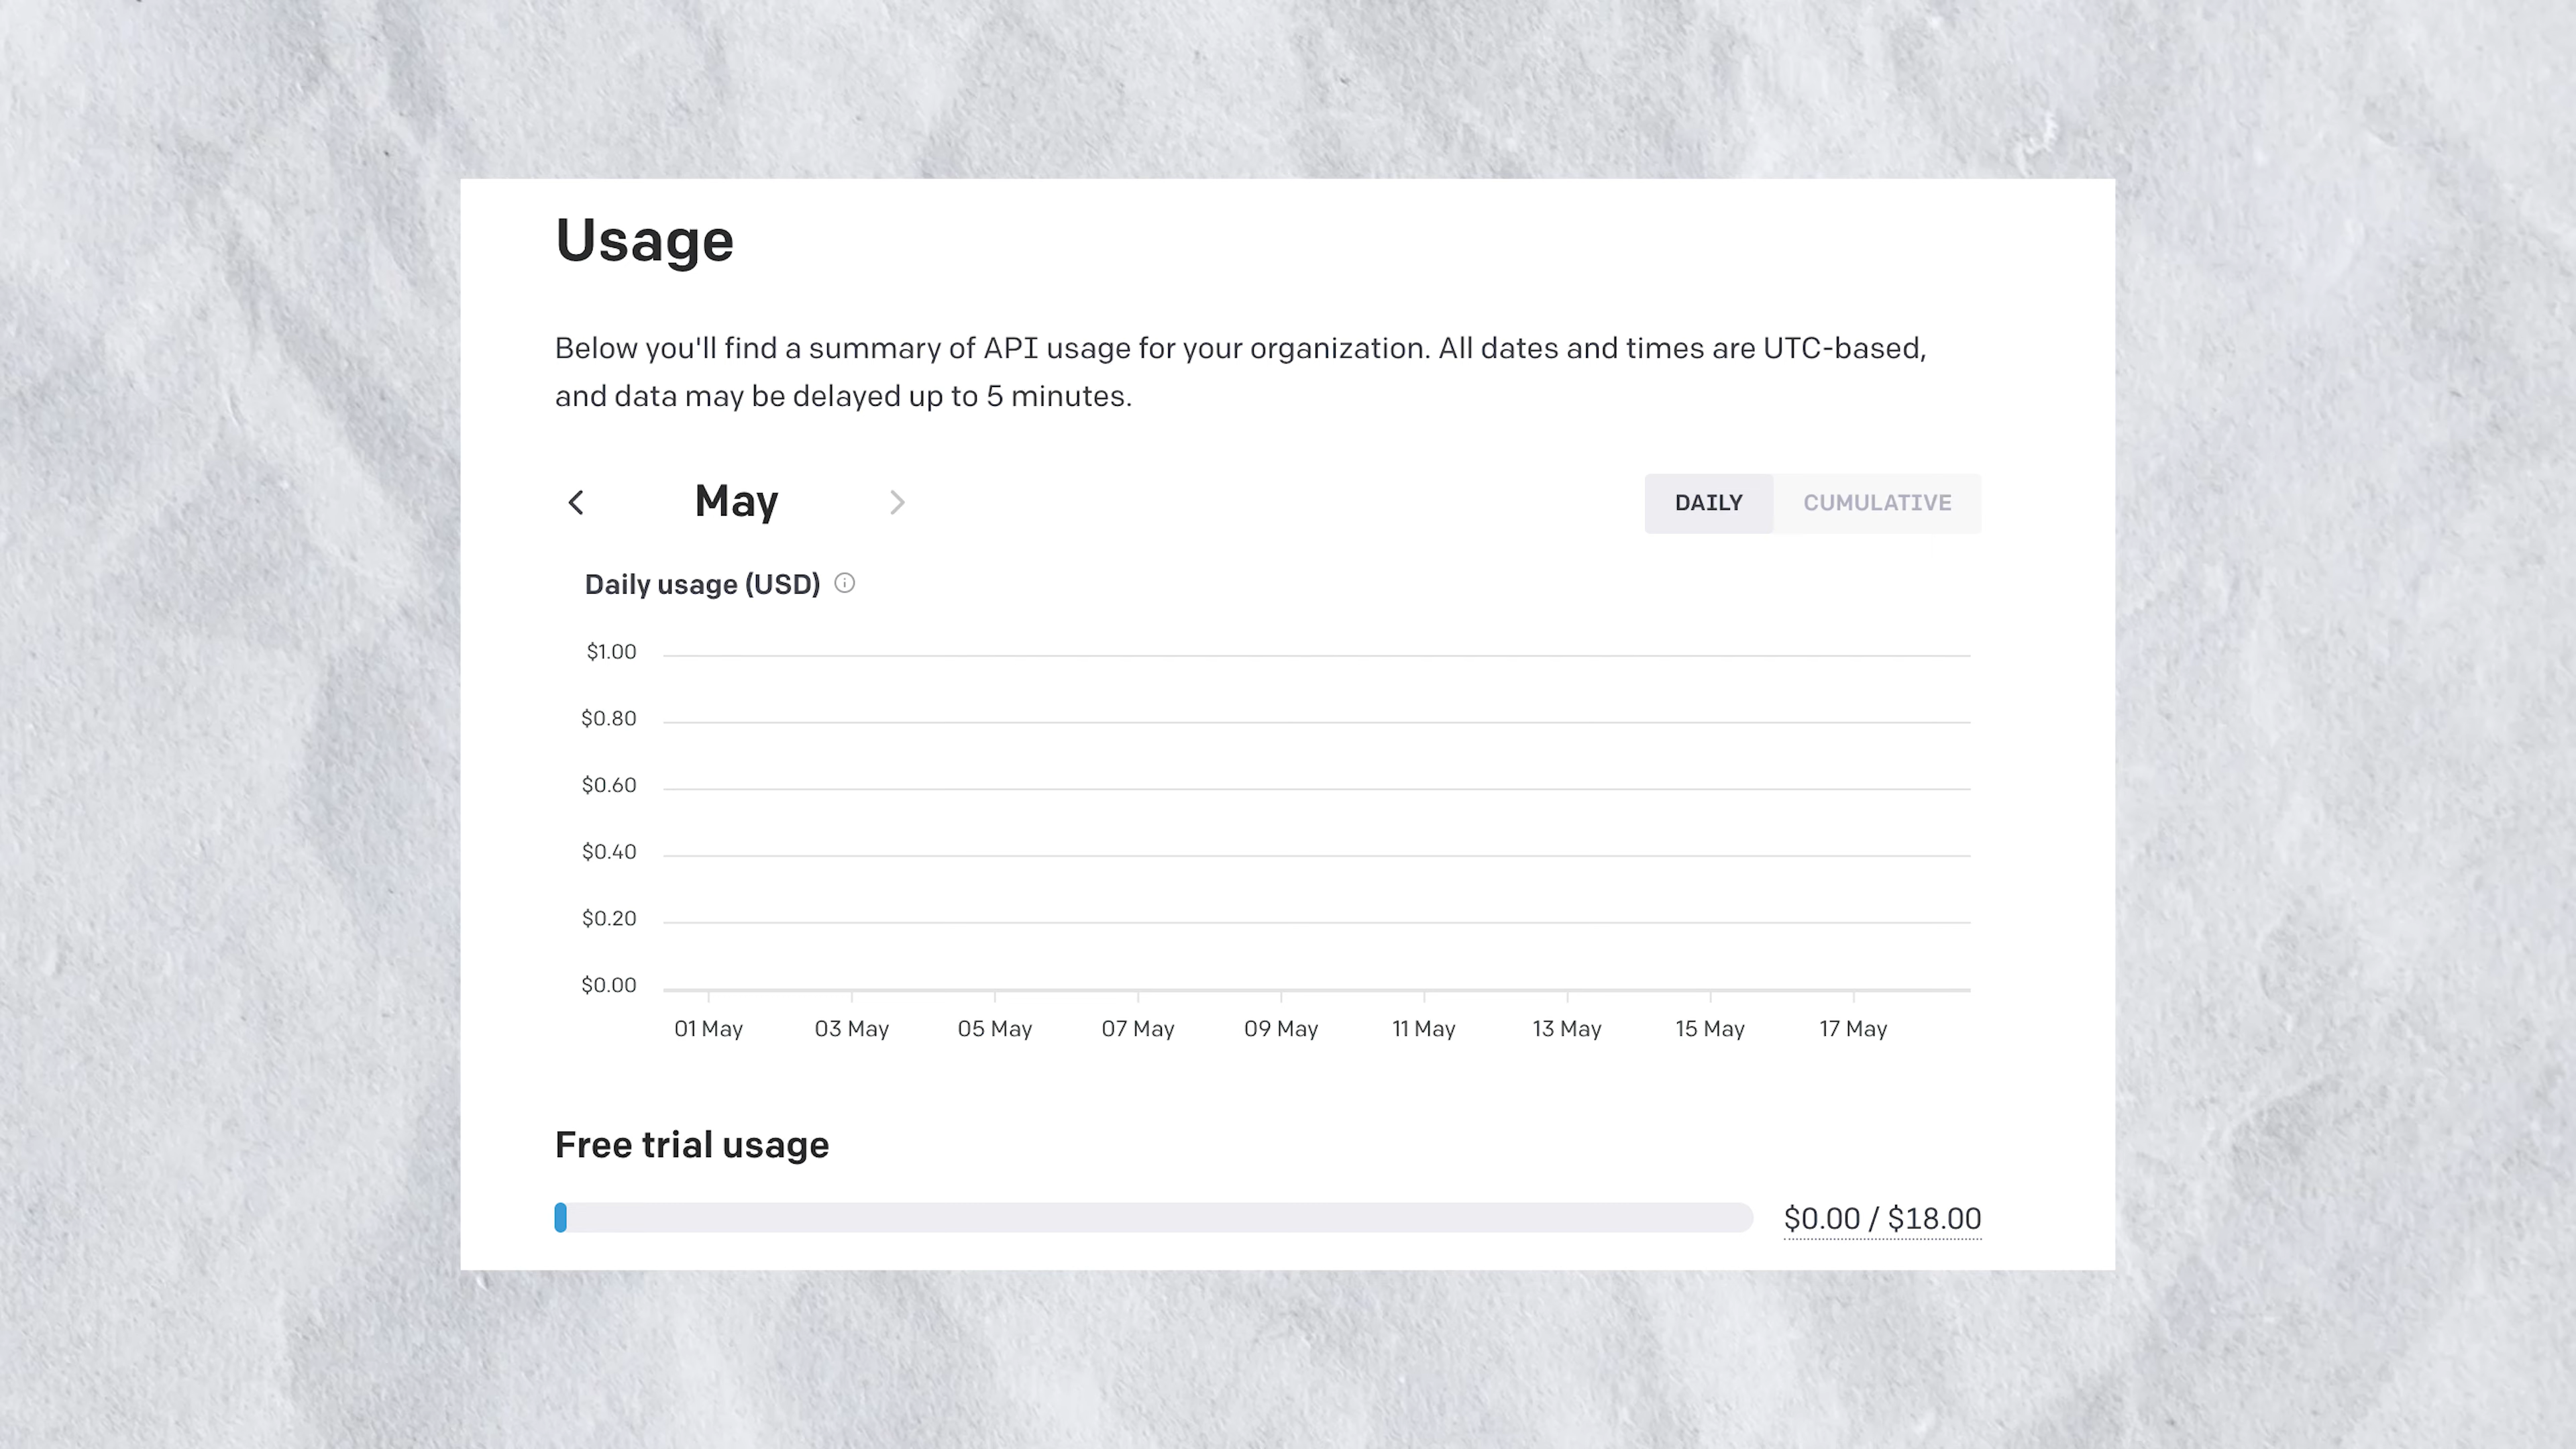 Usage
Below you'll find a summary of API usage for your organization. All dates and times are UTC-based,
and data may be delayed up to 5 minutes.
May
DAILY CUMULATIVE
Daily usage (USD)
$1.00
$0.80
$0.60
$0.40
$0.20
$0.00
01 May 03 May 05 May 07 May 09 May 11 May 13 May 15 May 17 May
Free trial usage
$0.00 / $18.00